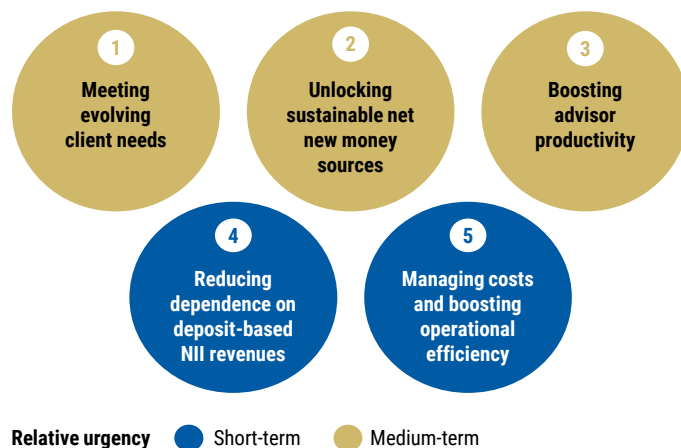 1
Meeting
evolving
client needs
2
Unlocking
sustainable net
new money
sources
3
Boosting
advisor
productivity
4
Reducing
dependence on
deposit-based
NII revenues
5
Managing costs
and boosting
operational
efficiency
Relative urgency Short-term Medium-term